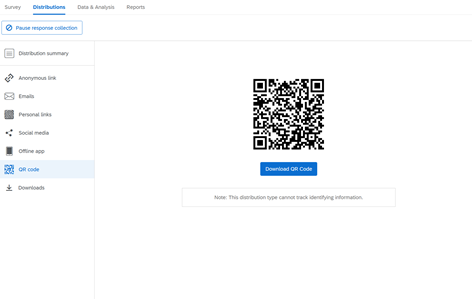 Survey Distributions Data & Analysis Reports
Pause response collection
Distribution summary
Anonymous link
Emails
Personal links
Social media
Offline app
QR code
Downloads
Download QR Code
Note: This distribution type cannot track identifying information.